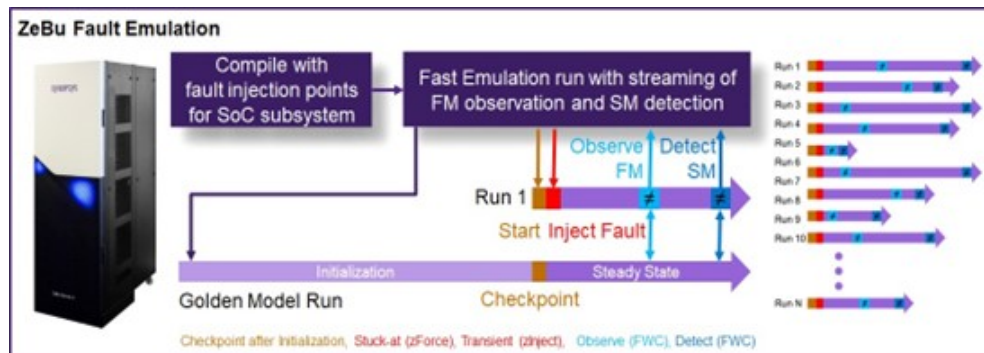 ZeBu Fault Emulation
SYNOPSYS
Compile with
fault injection points
for SoC subsystem
Fast Emulation run with streaming of
FM observation and SM detection
Observe
FM
Detect
SM
Run 1
≠
≠
Start
Inject Fault
Initialization
Steady State
Golden Model Run
Checkpoint
Checkpoint after Initialization, Stuck-at (zForce), Transient (zInject), Observe (FWC), Detect (FWC)
Run 1
Run 2
Run 3
Run 4
Run 5
Run 6
Run 7
Run 8
Run 9
Run 10
Run N